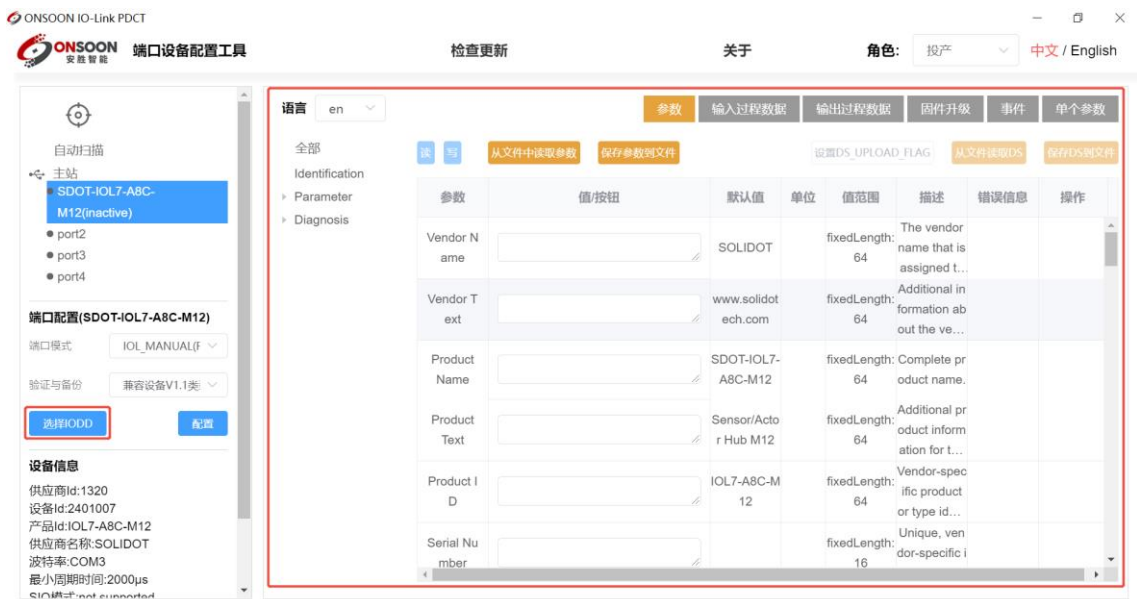 ONSOON IO-Link PDCT
ONSOON
安胜智能
端口设备配置工具
检查更新
关于
角色:
投产
中文 / English
自动扫描
主站
SDOT-IOL7-A8C-
M12(inactive)
port2
port3
port4
端口配置(SDOT-IOL7-A8C-M12)
端口模式
IOL_MANUAL(F
验证与备份
兼容设备V1.1类
选择IODD
配置
设备信息
供应商Id:1320
设备Id:2401007
产品Id:IOL7-A8C-M12
供应商名称:SOLIDOT
波特率:COM3
最小周期时间:2000μs
SIO模式:not supported
语言
en
参数
输入过程数据
输出过程数据
固件升级
事件
单个参数
全部
Identification
Parameter
Diagnosis
读
写
从文件中读取参数
保存参数到文件
设置DS_UPLOAD_FLAG
从文件读取DS
保存DS到文件
参数
值/按钮
默认值
单位
值范围
描述
错误信息
操作
Vendor N
ame
SOLIDOT
fixedLength:
64
The vendor
name that is
assigned t...
Vendor T
ext
www.solidot
ech.com
fixedLength:
64
Additional in
formation ab
out the ve...
Product
Name
SDOT-IOL7-
A8C-M12
fixedLength:
64
Complete pr
oduct name.
Product
Text
Sensor/Acto
r Hub M12
fixedLength:
64
Additional pr
oduct inform
ation for t...
Product I
D
IOL7-A8C-M
12
fixedLength:
64
Vendor-spec
ific product
or type id...
Serial Nu
mber
fixedLength:
16
Unique, ven
dor-specific i